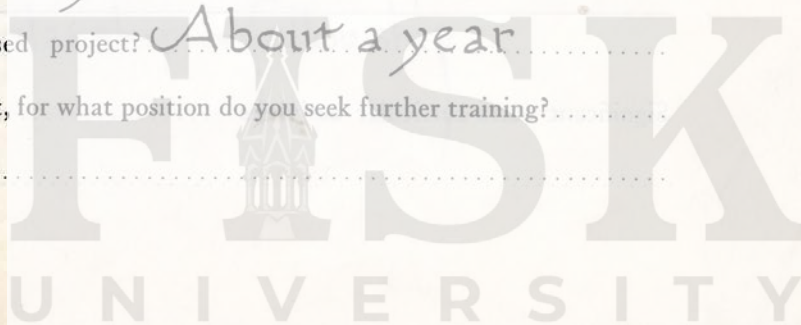 ed project? About a year
, for what position do you seek further training?
FISK
UNIVERSITY